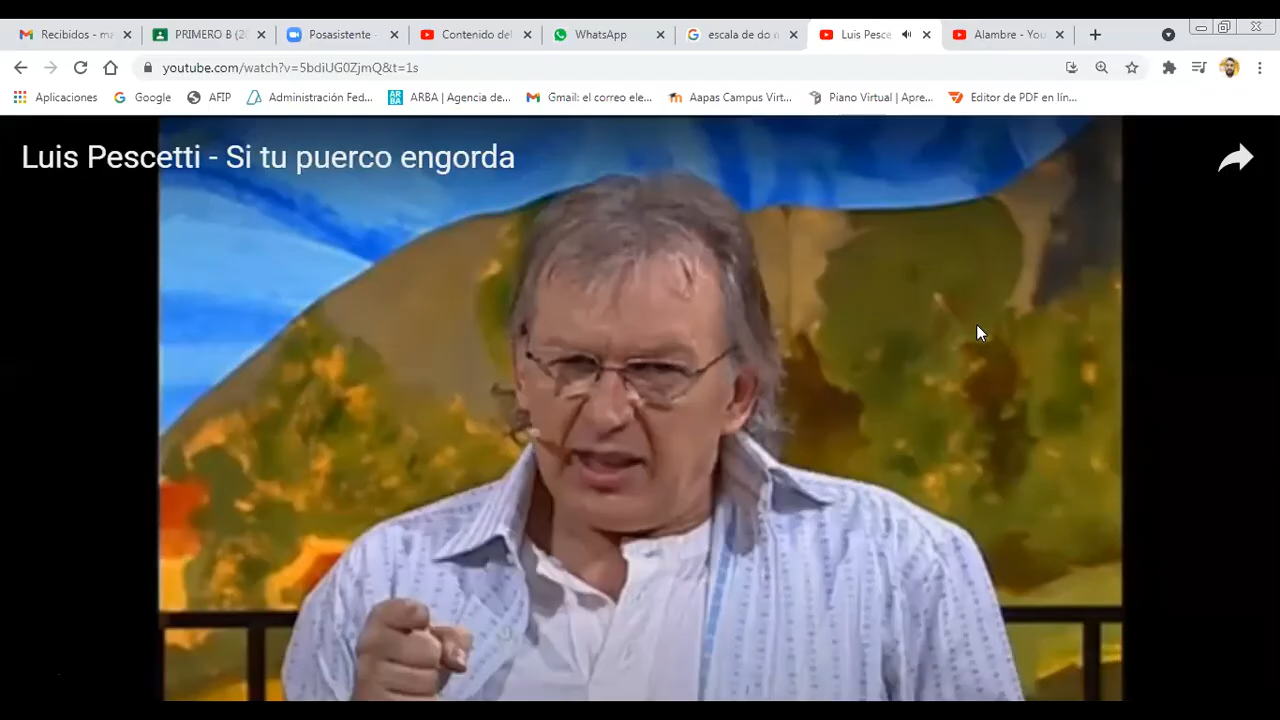 Recibidos - ma
PRIMERO B (2
Posasistente -
Contenido del
WhatsApp
escala de do m
Luis Pesce
Alambre - You
youtube.com/watch?v=5bdiUG0ZjmQ&t=1s
Aplicaciones
Google
AFIP
Administración Fed...
ARBA | Agencia de...
Gmail: el correo ele...
Aapas Campus Virt...
Piano Virtual | Apre...
Editor de PDF en lín...
Luis Pescetti - Si tu puerco engorda